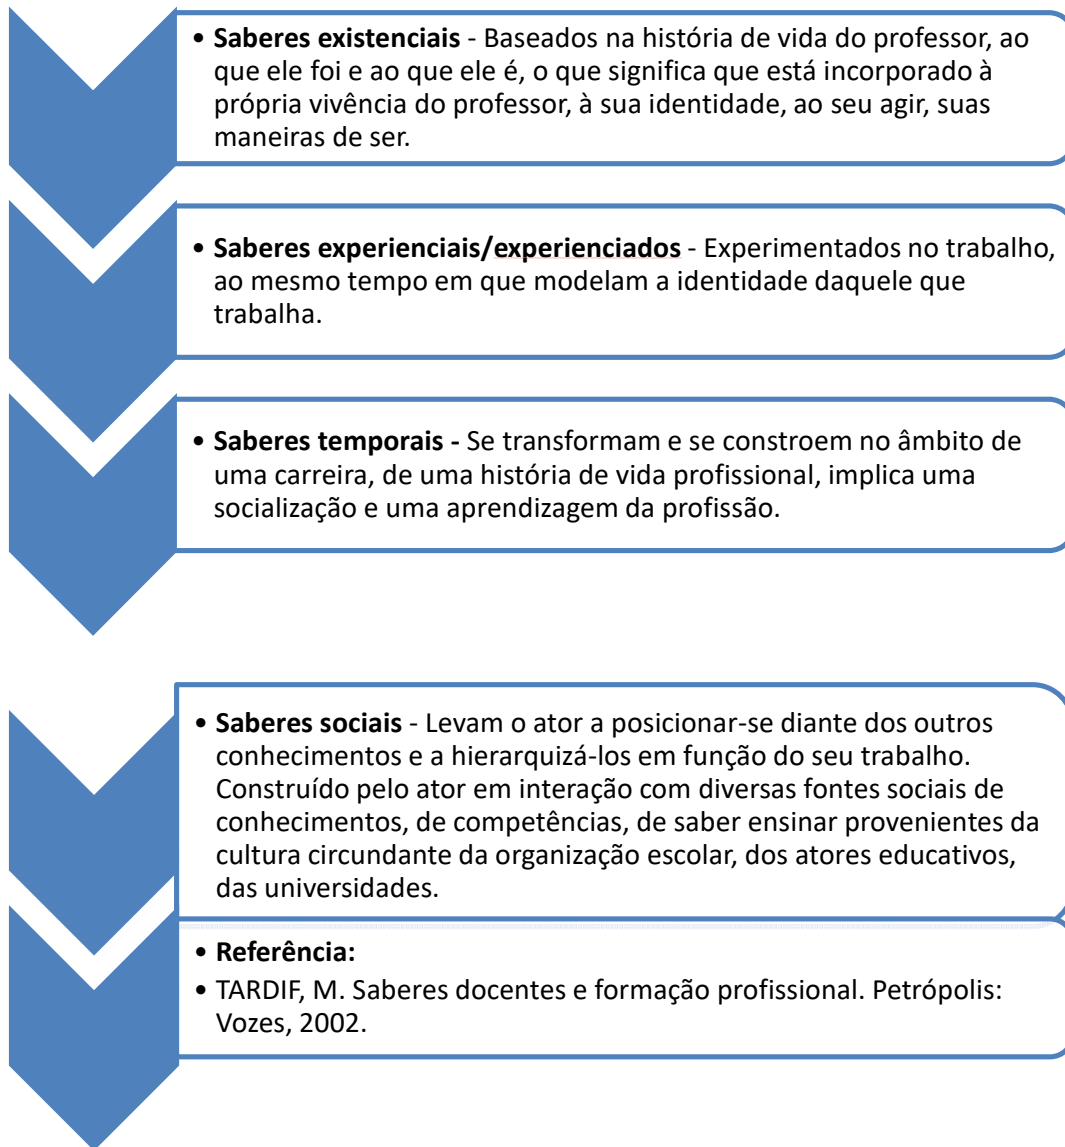 • Saberes existenciais - Baseados na história de vida do professor, ao
que ele foi e ao que ele é, o que significa que está incorporado à
própria vivência do professor, à sua identidade, ao seu agir, suas
maneiras de ser.
• Saberes experienciais/experienciados - Experimentados no trabalho,
ao mesmo tempo em que modelam a identidade daquele que
trabalha.
• Saberes temporais - Se transformam e se constroem no âmbito de
uma carreira, de uma história de vida profissional, implica uma
socialização e uma aprendizagem da profissão.
• Saberes sociais - Levam o ator a posicionar-se diante dos outros
conhecimentos e a hierarquizá-los em função do seu trabalho.
Construído pelo ator em interação com diversas fontes sociais de
conhecimentos, de competências, de saber ensinar provenientes da
cultura circundante da organização escolar, dos atores educativos,
das universidades.
• Referência:
• TARDIF, M. Saberes docentes e formação profissional. Petrópolis:
Vozes, 2002.